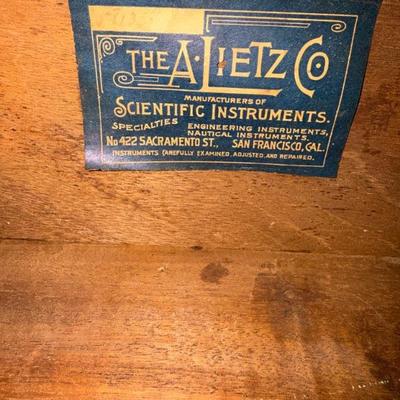 THE A. LIETZ CO
MANUFACTURERS OF
SCIENTIFIC INSTRUMENTS.
SPECIALTIES ENGINEERING INSTRUMENTS,
NAUTICAL INSTRUMENTS.
No 422 SACRAMENTO ST., SAN FRANCISCO, CAL.
INSTRUMENTS CAREFULLY EXAMINED, ADJUSTED AND REPAIRED.